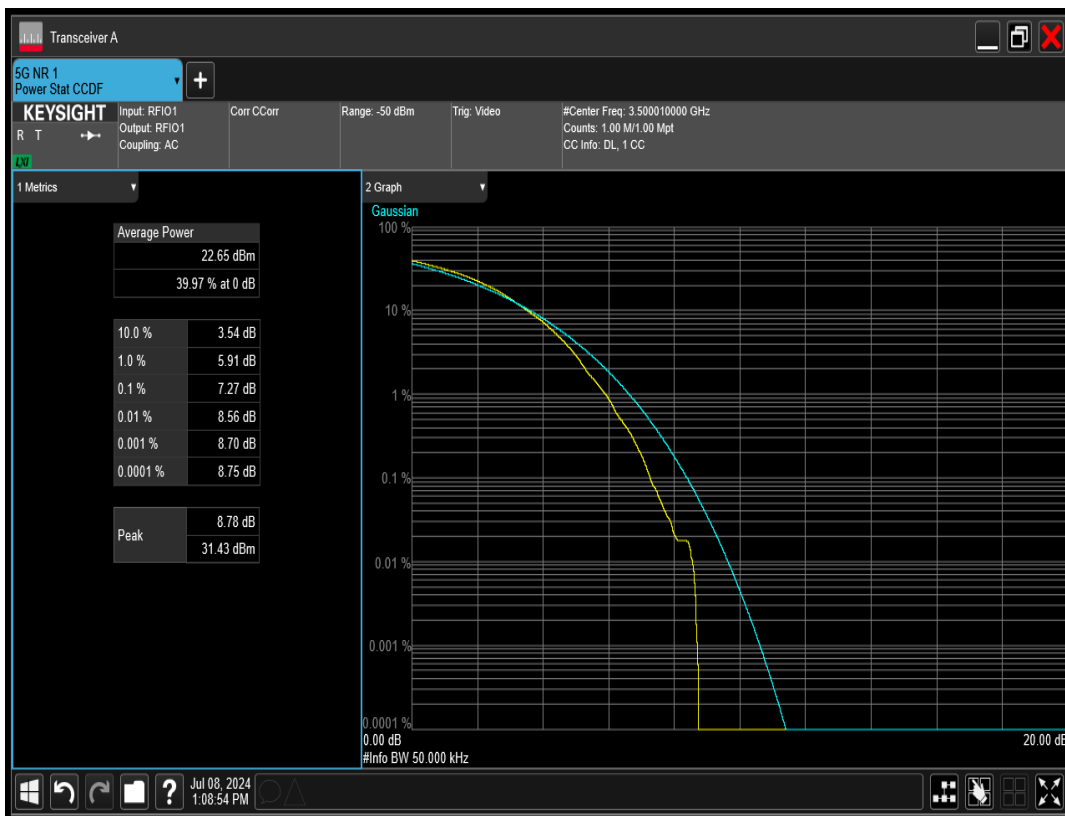 Transceiver A
5G NR 1
Power Stat CCDF
+
KEYSIGHT
R T
LXI
Input: RFIO1
Output: RFIO1
Coupling: AC
Corr CCorr
Range: -50 dBm
Trig: Video
#Center Freq: 3.500010000 GHz
Counts: 1.00 M/1.00 Mpt
CC Info: DL, 1 CC
1 Metrics
Average Power
22.65 dBm
39.97 % at 0 dB
10.0 % 3.54 dB
1.0 % 5.91 dB
0.1 % 7.27 dB
0.01 % 8.56 dB
0.001 % 8.70 dB
0.0001 % 8.75 dB
Peak
8.78 dB
31.43 dBm
2 Graph
Gaussian
100 %
10 %
1 %
0.1 %
0.01 %
0.001 %
0.0001 %
0.00 dB 20.00 dB
#Info BW 50.000 kHz
?
Jul 08, 2024
1:08:54 PM